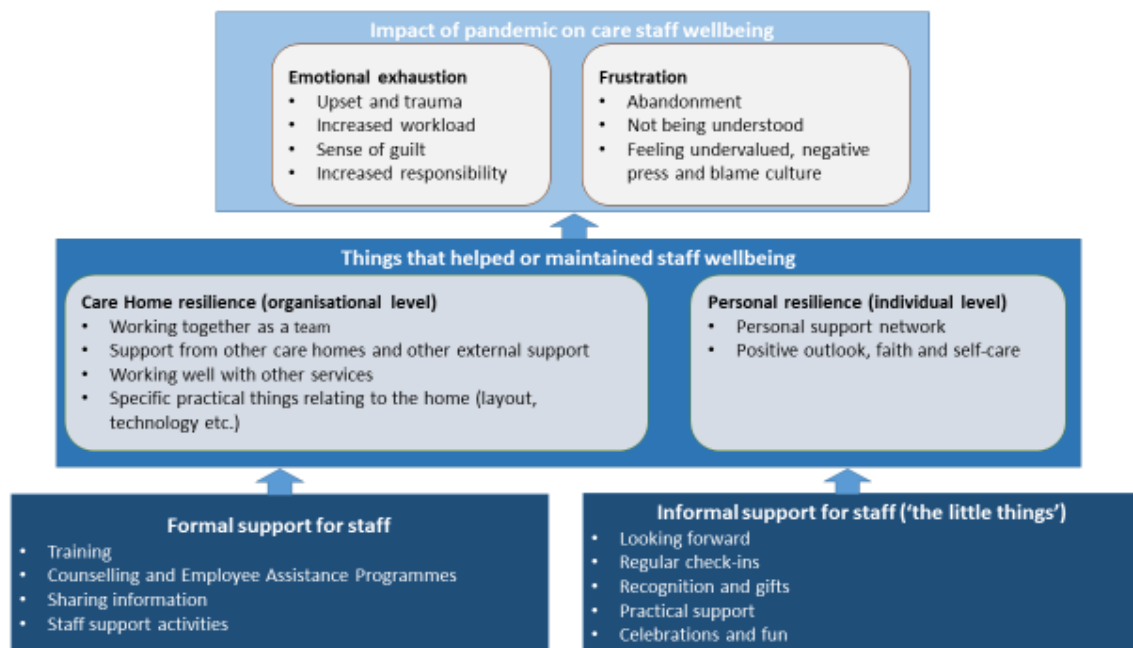 Impact of pandemic on care staff wellbeing
Emotional exhaustion
• Upset and trauma
• Increased workload
• Sense of guilt
• Increased responsibility
Frustration
• Abandonment
• Not being understood
• Feeling undervalued, negative
press and blame culture
Things that helped or maintained staff wellbeing
Care Home resilience (organisational level)
• Working together as a team
• Support from other care homes and other external support
• Working well with other services
• Specific practical things relating to the home (layout,
technology etc.)
Personal resilience (individual level)
• Personal support network
• Positive outlook, faith and self-care
Formal support for staff
• Training
• Counselling and Employee Assistance Programmes
• Sharing information
• Staff support activities
Informal support for staff (‘the little things’)
• Looking forward
• Regular check-ins
• Recognition and gifts
• Practical support
• Celebrations and fun